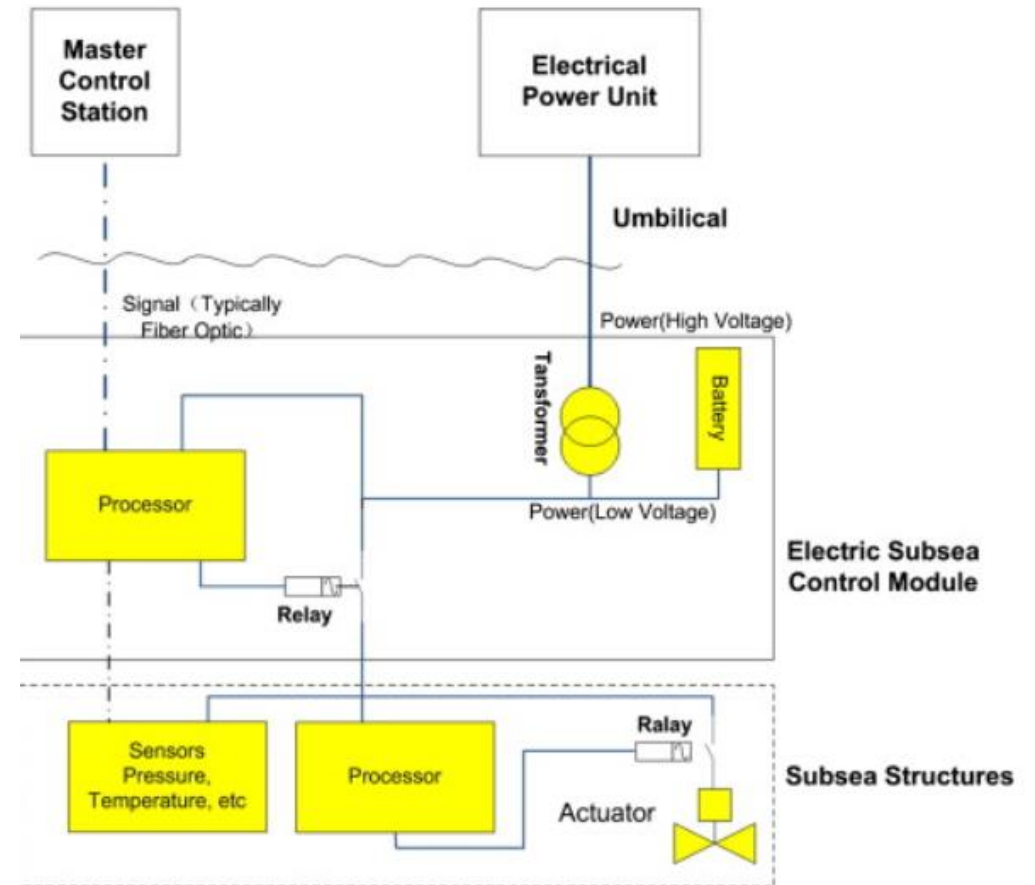 Master
Control
Station
Electrical
Power Unit
Umbilical
Signal（Typically
Fiber Optic）
Power(High Voltage)
Tansformer
Battery
Processor
Power(Low Voltage)
Relay
Electric Subsea
Control Module
Sensors
Pressure,
Temperature, etc
Processor
Ralay
Actuator
Subsea Structures